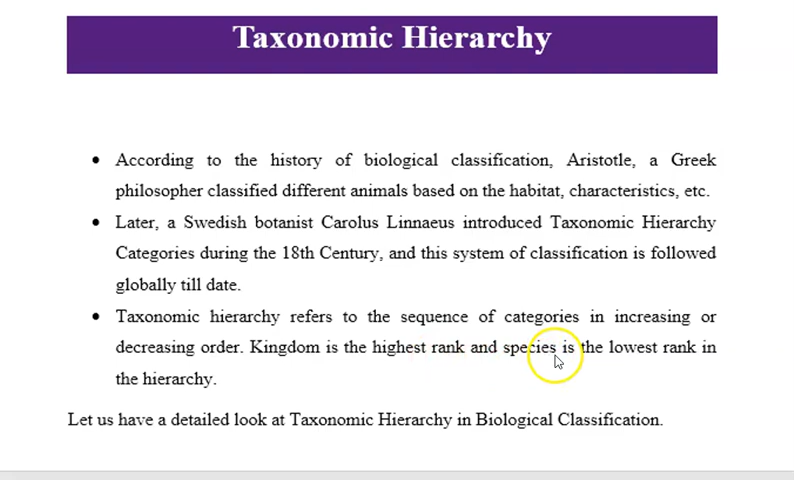 Taxonomic Hierarchy
• According to the history of biological classification, Aristotle, a Greek
philosopher classified different animals based on the habitat, characteristics, etc.
• Later, a Swedish botanist Carolus Linnaeus introduced Taxonomic Hierarchy
Categories during the 18th Century, and this system of classification is followed
globally till date.
• Taxonomic hierarchy refers to the sequence of categories in increasing or
decreasing order. Kingdom is the highest rank and species is the lowest rank in
the hierarchy.
Let us have a detailed look at Taxonomic Hierarchy in Biological Classification.